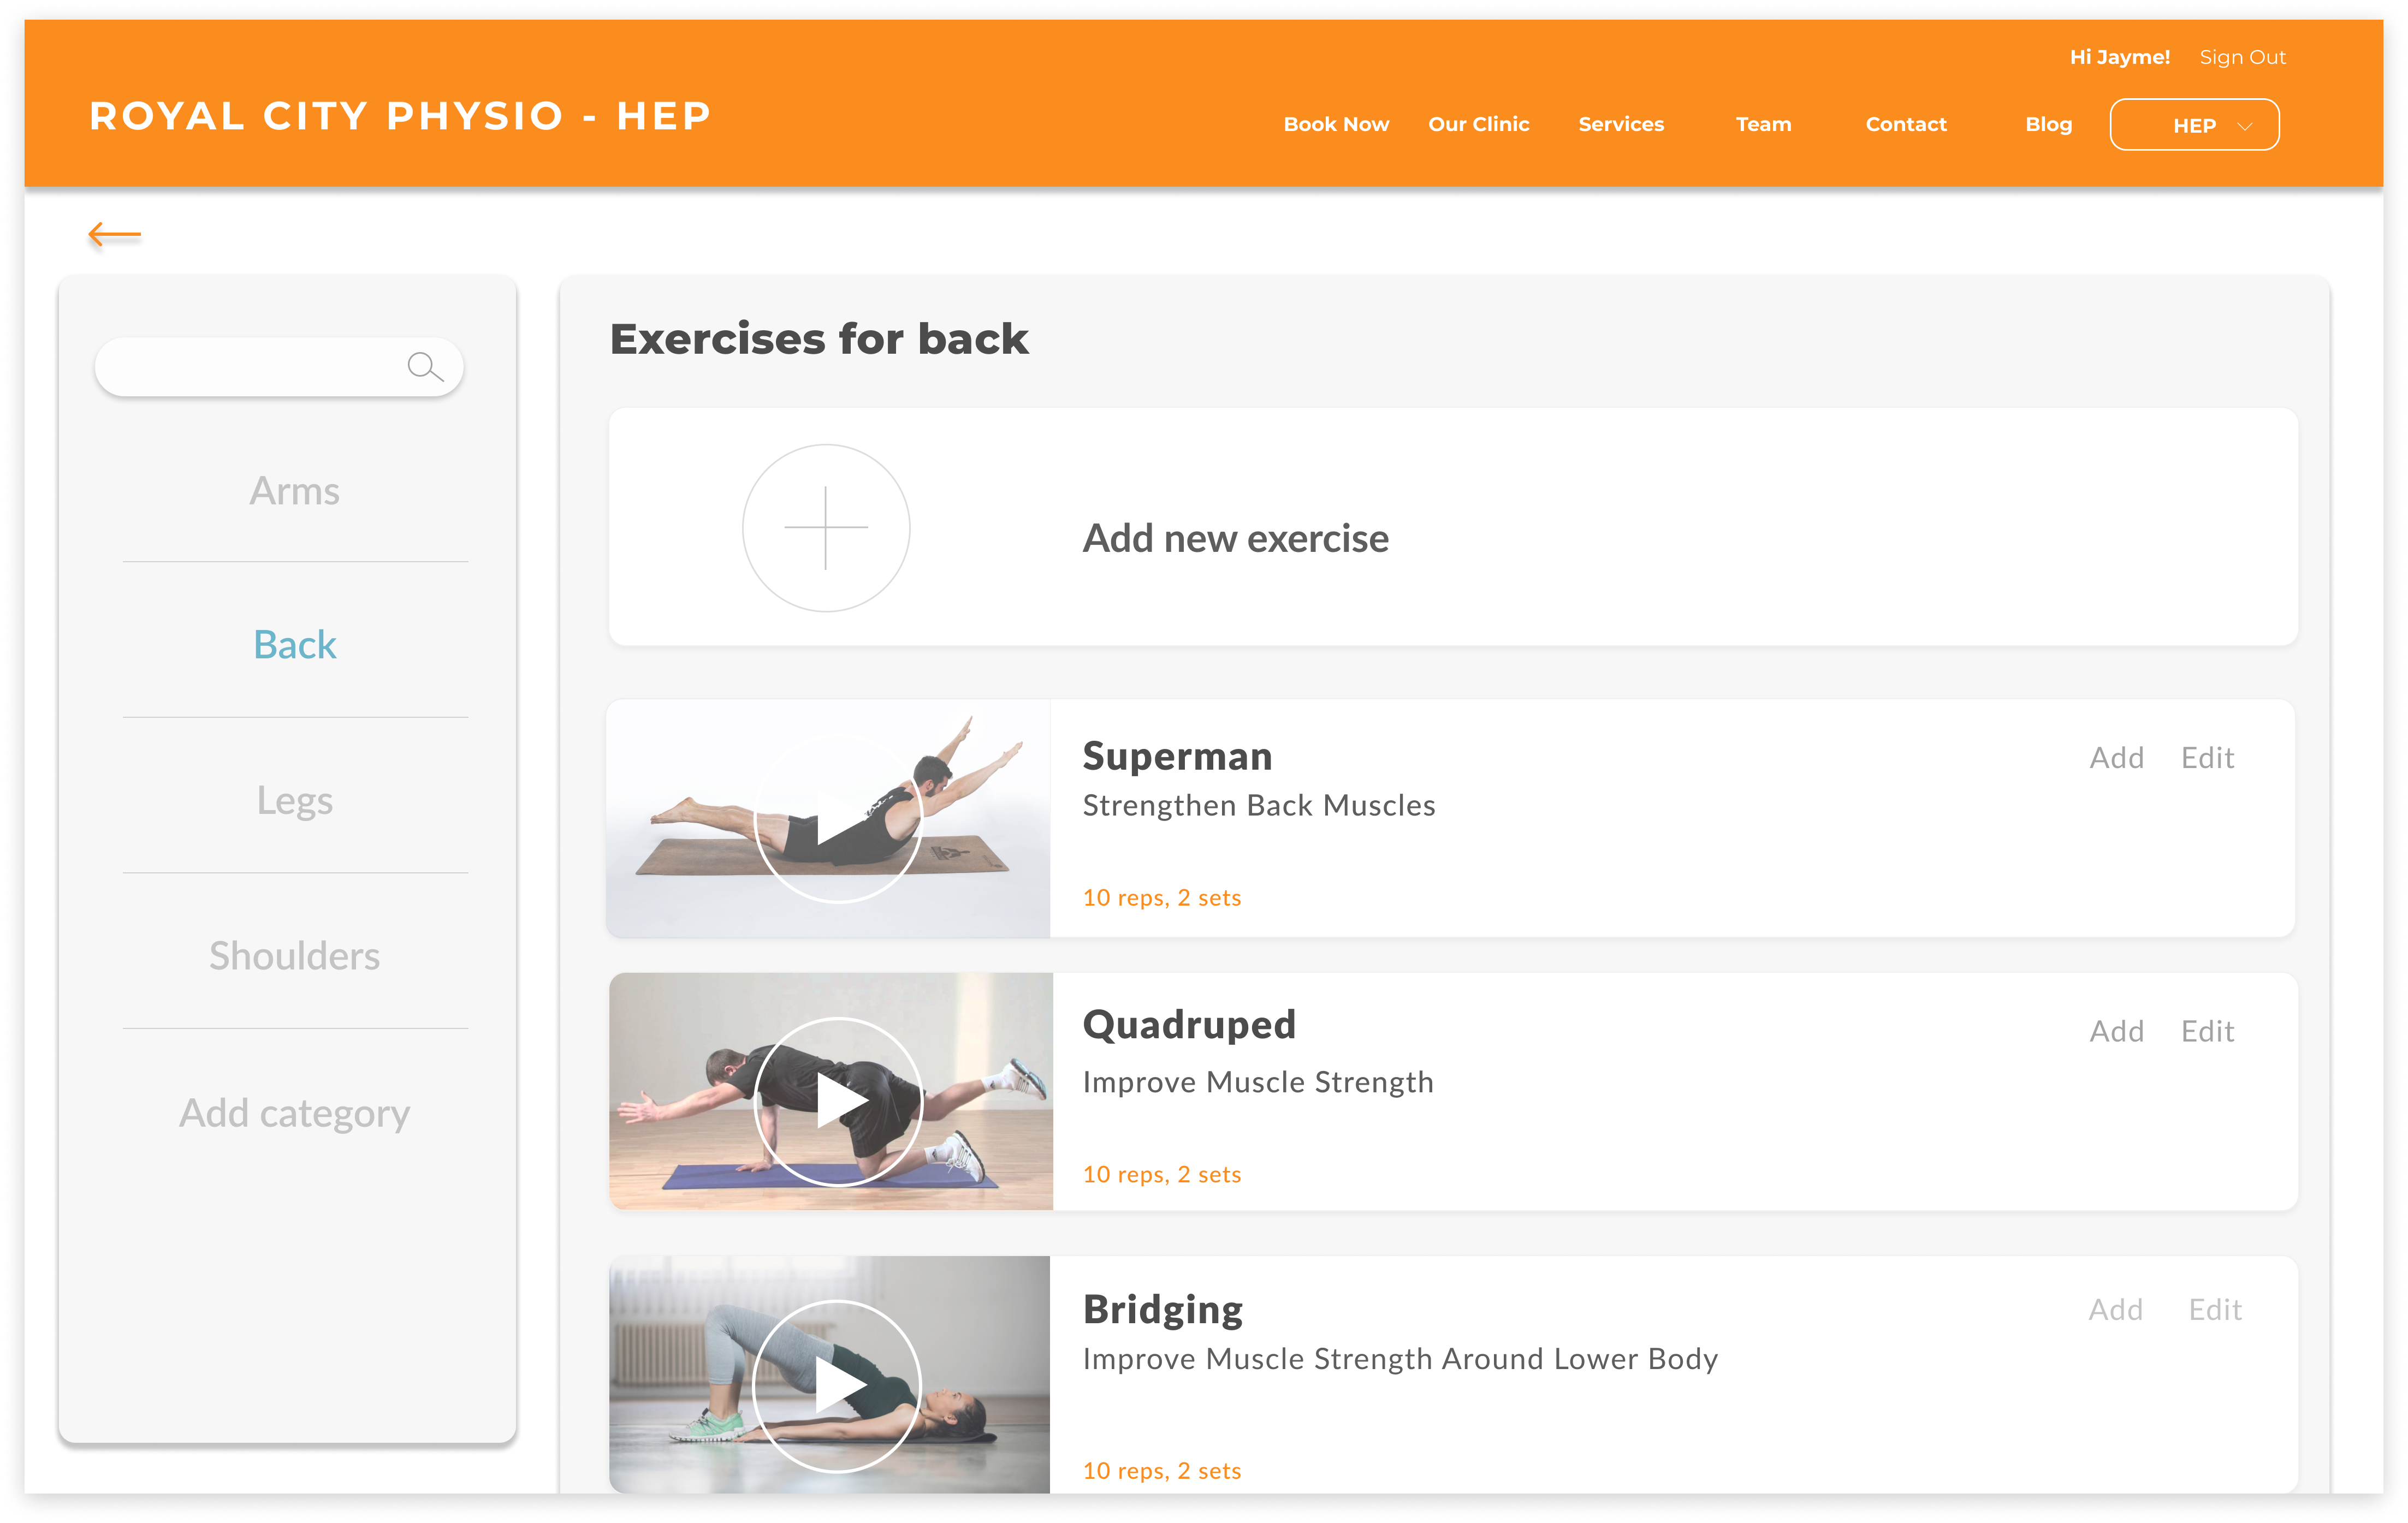 Hi Jayme! Sign Out
ROYAL CITY PHYSIO - HEP
Book Now Our Clinic Services Team Contact Blog HEP
Arms
Back
Legs
Shoulders
Add category
Exercises for back
Add new exercise
Superman
Add Edit
Strengthen Back Muscles
10 reps, 2 sets
Quadruped
Add Edit
Improve Muscle Strength
10 reps, 2 sets
Bridging
Add Edit
Improve Muscle Strength Around Lower Body
10 reps, 2 sets